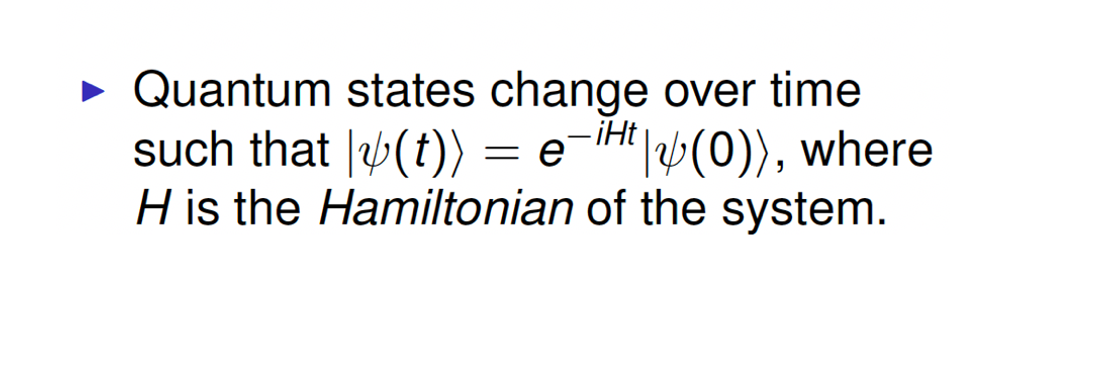 ▶ Quantum states change over time
such that |ψ(t)⟩ = e^{−iHt}|ψ(0)⟩, where
H is the Hamiltonian of the system.